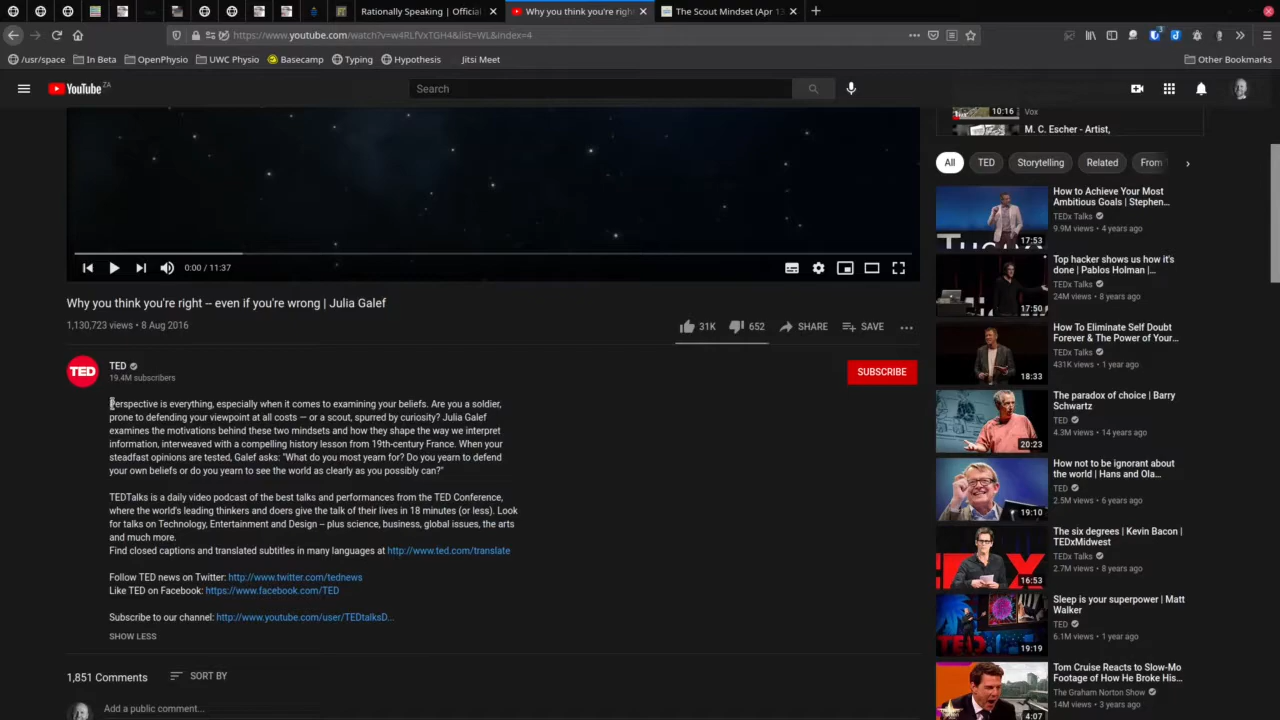 Rationally Speaking | Official
Why you think you're righ
The Scout Mindset (Apr 13
https://www.youtube.com/watch?v=w4RLfVxTGH4&list=WL&index=4
/usr/space
In Beta
OpenPhysio
UWC Physio
Basecamp
Typing
Hypothesis
Jitsi Meet
Other Bookmarks
YouTube ZA
Search
10:16
Vox
M. C. Escher - Artist,
All
TED
Storytelling
Related
From
0:00 / 11:37
Why you think you're right -- even if you're wrong | Julia Galef
1,130,723 views • 8 Aug 2016
31K
652
SHARE
SAVE
TED
TED
19.4M subscribers
SUBSCRIBE
Perspective is everything, especially when it comes to examining your beliefs. Are you a soldier,
prone to defending your viewpoint at all costs — or a scout, spurred by curiosity? Julia Galef
examines the motivations behind these two mindsets and how they shape the way we interpret
information, interweaved with a compelling history lesson from 19th-century France. When your
steadfast opinions are tested, Galef asks: "What do you most yearn for? Do you yearn to defend
your own beliefs or do you yearn to see the world as clearly as you possibly can?"
TEDTalks is a daily video podcast of the best talks and performances from the TED Conference,
where the world's leading thinkers and doers give the talk of their lives in 18 minutes (or less). Look
for talks on Technology, Entertainment and Design -- plus science, business, global issues, the arts
and much more.
Find closed captions and translated subtitles in many languages at http://www.ted.com/translate
Follow TED news on Twitter: http://www.twitter.com/tednews
Like TED on Facebook: https://www.facebook.com/TED
Subscribe to our channel: http://www.youtube.com/user/TEDtalksD...
SHOW LESS
1,851 Comments
SORT BY
Add a public comment...
How to Achieve Your Most
Ambitious Goals | Stephen...
TEDx Talks
9.9M views • 4 years ago
17:53
Top hacker shows us how it's
done | Pablos Holman |...
TEDx Talks
24M views • 8 years ago
17:50
How To Eliminate Self Doubt
Forever & The Power of Your...
TEDx Talks
431K views • 1 year ago
18:33
The paradox of choice | Barry
Schwartz
TED
4.3M views • 14 years ago
20:23
How not to be ignorant about
the world | Hans and Ola...
TED
2.5M views • 6 years ago
19:10
The six degrees | Kevin Bacon |
TEDxMidwest
TEDx Talks
2.7M views • 8 years ago
16:53
Sleep is your superpower | Matt
Walker
TED
6.1M views • 1 year ago
19:19
Tom Cruise Reacts to Slow-Mo
Footage of How He Broke His...
The Graham Norton Show
14M views • 3 years ago
4:07